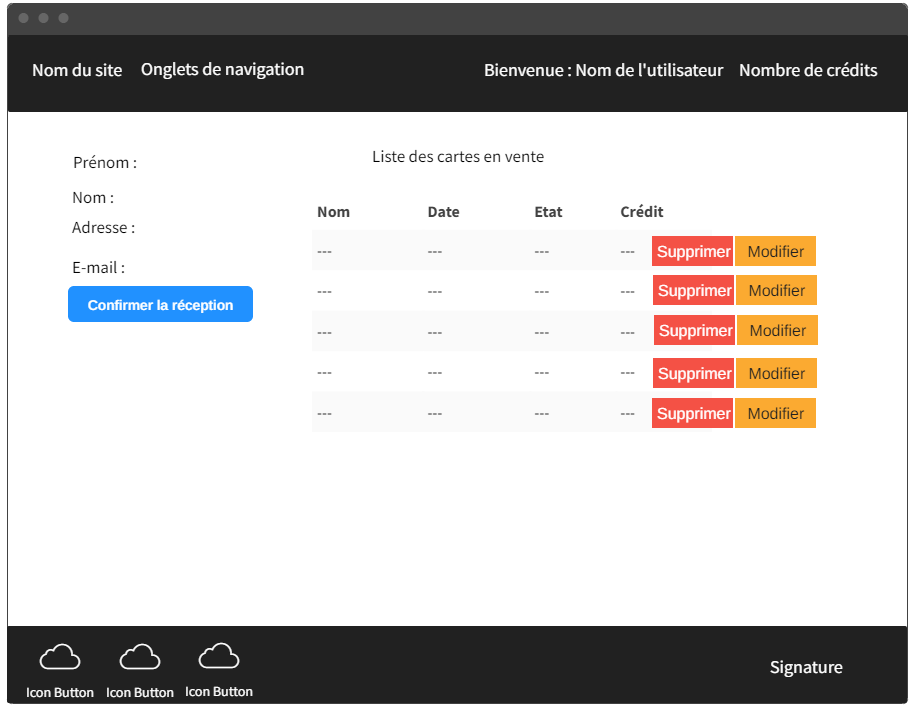 Nom du site Onglets de navigation Bienvenue : Nom de l'utilisateur Nombre de crédits
Prénom :
Nom :
Adresse :
E-mail :
Confirmer la réception
Liste des cartes en vente
Nom Date Etat Crédit
--- --- --- --- Supprimer Modifier
--- --- --- --- Supprimer Modifier
--- --- --- --- Supprimer Modifier
--- --- --- --- Supprimer Modifier
--- --- --- --- Supprimer Modifier
Icon Button Icon Button Icon Button
Signature